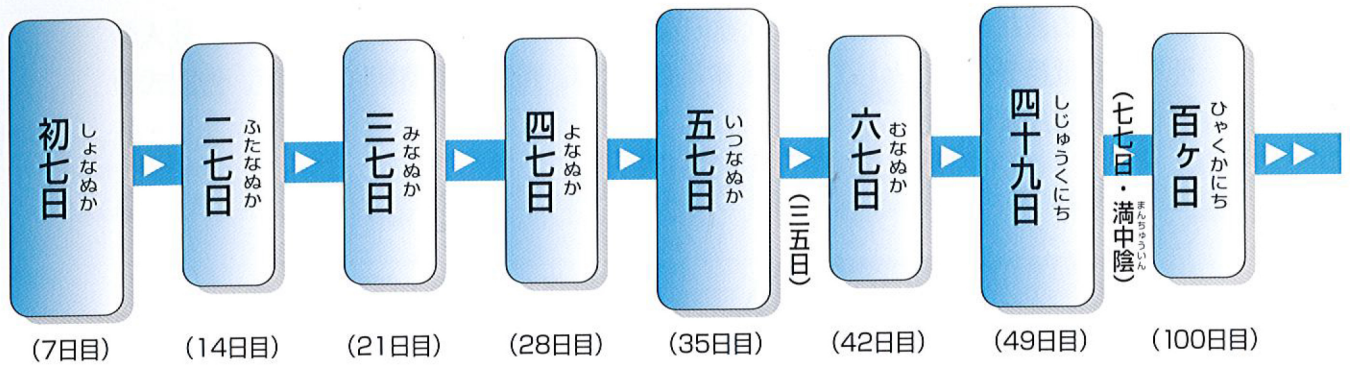 初七日
しょなぬか
(7日目)
二七日
ふたなぬか
(14日目)
三七日
みなぬか
(21日目)
四七日
よなぬか
(28日目)
五七日
いつなぬか
(三五日)
(35日目)
六七日
むなぬか
(42日目)
四十九日
しじゅうくにち
(七七日・満中陰)
まんちゅういん
(49日目)
百ヶ日
ひゃくかにち
(100日目)